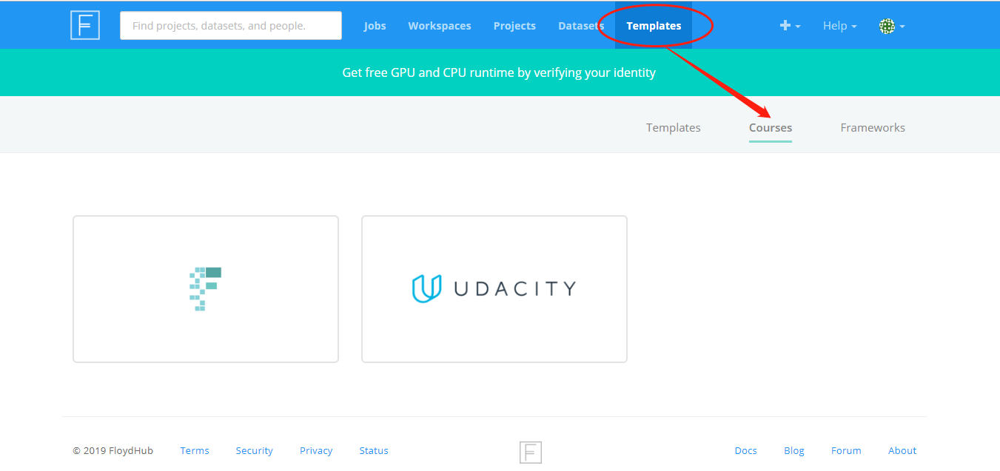 Find projects, datasets, and people. Jobs Workspaces Projects Datasets Templates Help
Get free GPU and CPU runtime by verifying your identity
Templates Courses Frameworks
UDACITY
© 2019 FloydHub Terms Security Privacy Status Docs Blog Forum About